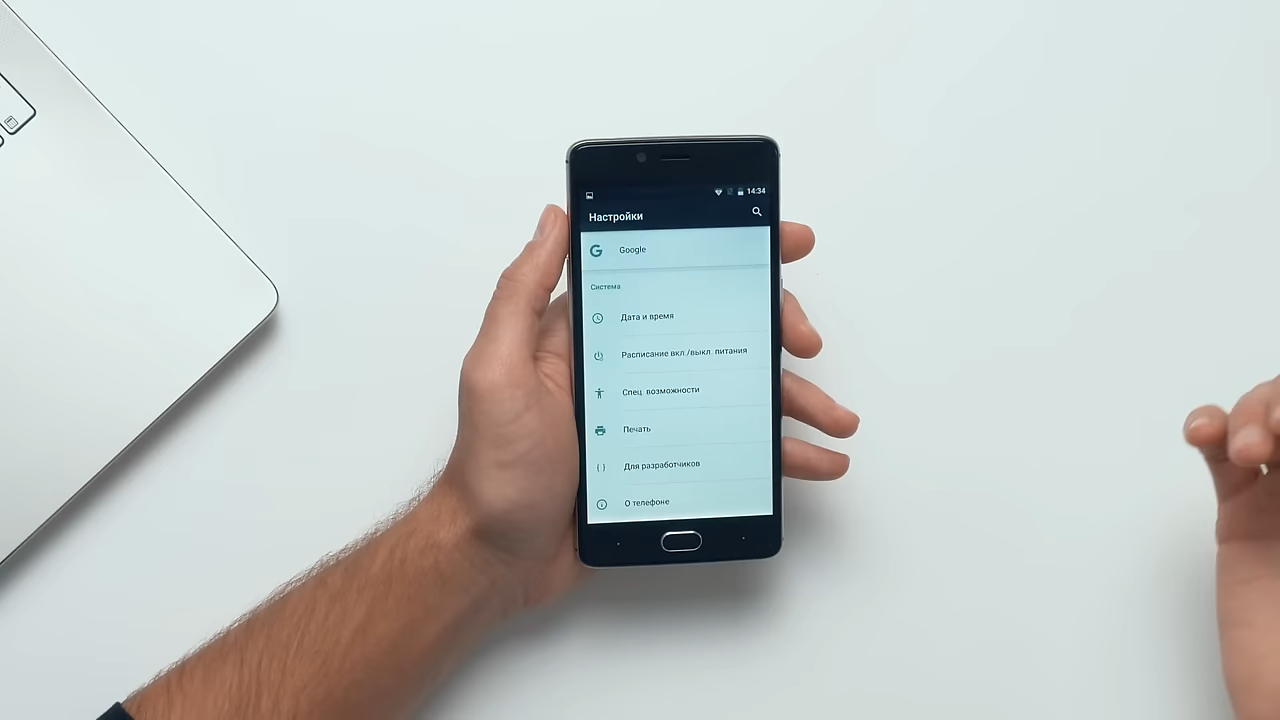 14:34
Настройки
Google
Система
Дата и время
Расписание вкл./выкл. питания
Спец. возможности
Печать
Для разработчиков
О телефоне